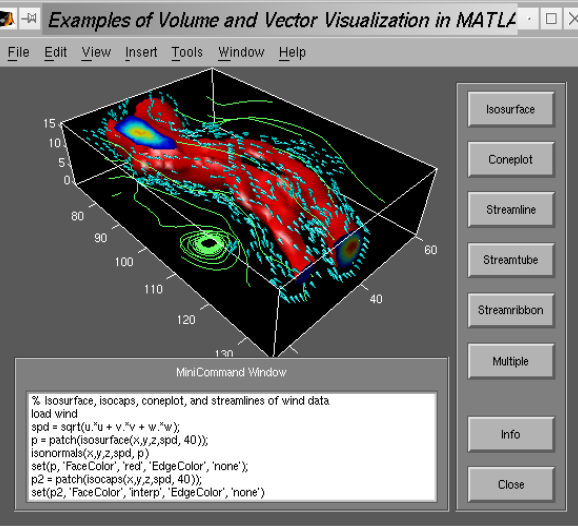 Examples of Volume and Vector Visualization in MATLA
File Edit View Insert Tools Window Help
15
10
5
0
80
90
100
110
120
130
40
60
Isosurface
Coneplot
Streamline
Streamtube
Streamribbon
Multiple
Info
Close
MiniCommand Window
% Isosurface, isocaps, coneplot, and streamlines of wind data
load wind
spd = sqrt(u.*u + v.*v + w.*w);
p = patch(isosurface(x,y,z,spd, 40));
isonormals(x,y,z,spd, p)
set(p, 'FaceColor', 'red', 'EdgeColor', 'none');
p2 = patch(isocaps(x,y,z,spd, 40));
set(p2, 'FaceColor', 'interp', 'EdgeColor', 'none')